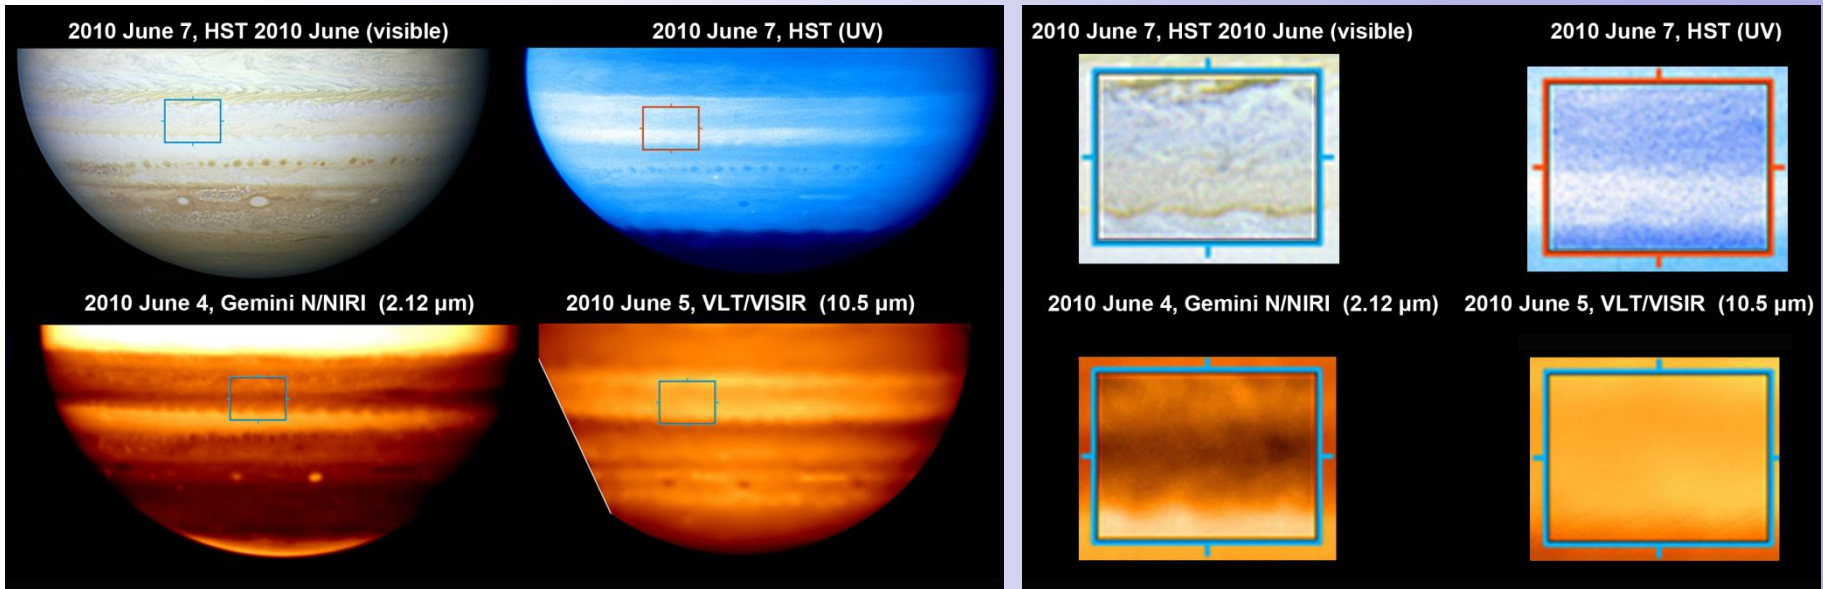 2010 June 7, HST 2010 June (visible)
2010 June 7, HST (UV)
2010 June 4, Gemini N/NIRI (2.12 µm)
2010 June 5, VLT/VISIR (10.5 µm)
2010 June 7, HST 2010 June (visible)
2010 June 7, HST (UV)
2010 June 4, Gemini N/NIRI (2.12 µm)
2010 June 5, VLT/VISIR (10.5 µm)